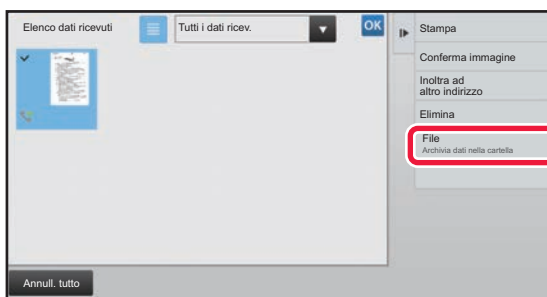 Elenco dati ricevuti
Tutti i dati ricev.
OK
Stampa
Conferma immagine
Inoltra ad
altro indirizzo
Elimina
File
Archivia dati nella cartella
Annull. tutto